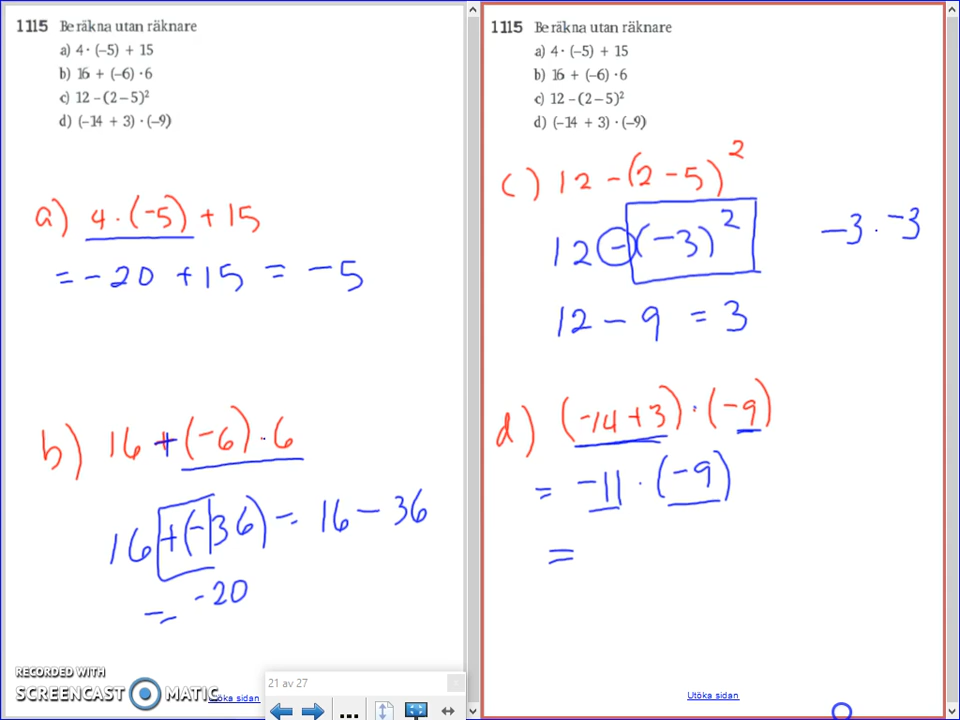 1115 Beräkna utan räknare
a) 4 · (−5) + 15
b) 16 + (−6) · 6
c) 12 − (2 − 5)²
d) (−14 + 3) · (−9)
a) 4 · (−5) + 15
= −20 + 15 = −5
b) 16 + (−6) · 6
16 + (−36) = 16 − 36
= −20
RECORDED WITH
SCREENCAST MATIC
Utöka sidan
21 av 27
1115 Beräkna utan räknare
a) 4 · (−5) + 15
b) 16 + (−6) · 6
c) 12 − (2 − 5)²
d) (−14 + 3) · (−9)
c) 12 − (2 − 5)²
12 − (−3)² −3 · −3
12 − 9 = 3
d) (−14 + 3) · (−9)
= −11 · (−9)
=
Utöka sidan